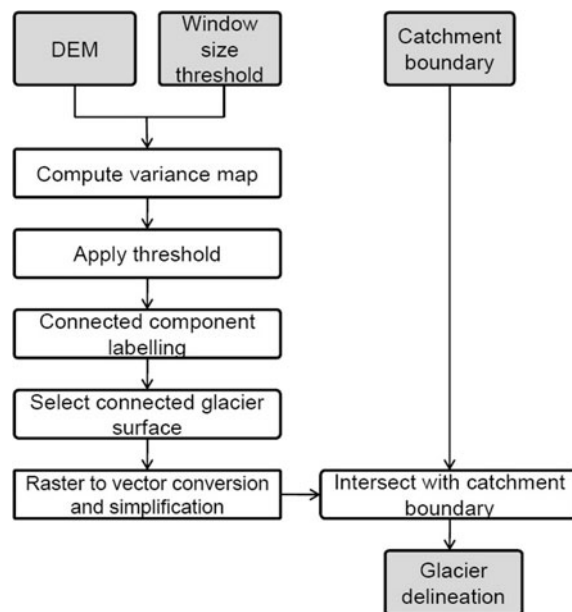 DEM
Window
size
threshold
Catchment
boundary
Compute variance map
Apply threshold
Connected component
labelling
Select connected glacier
surface
Raster to vector conversion
and simplification
Intersect with catchment
boundary
Glacier
delineation